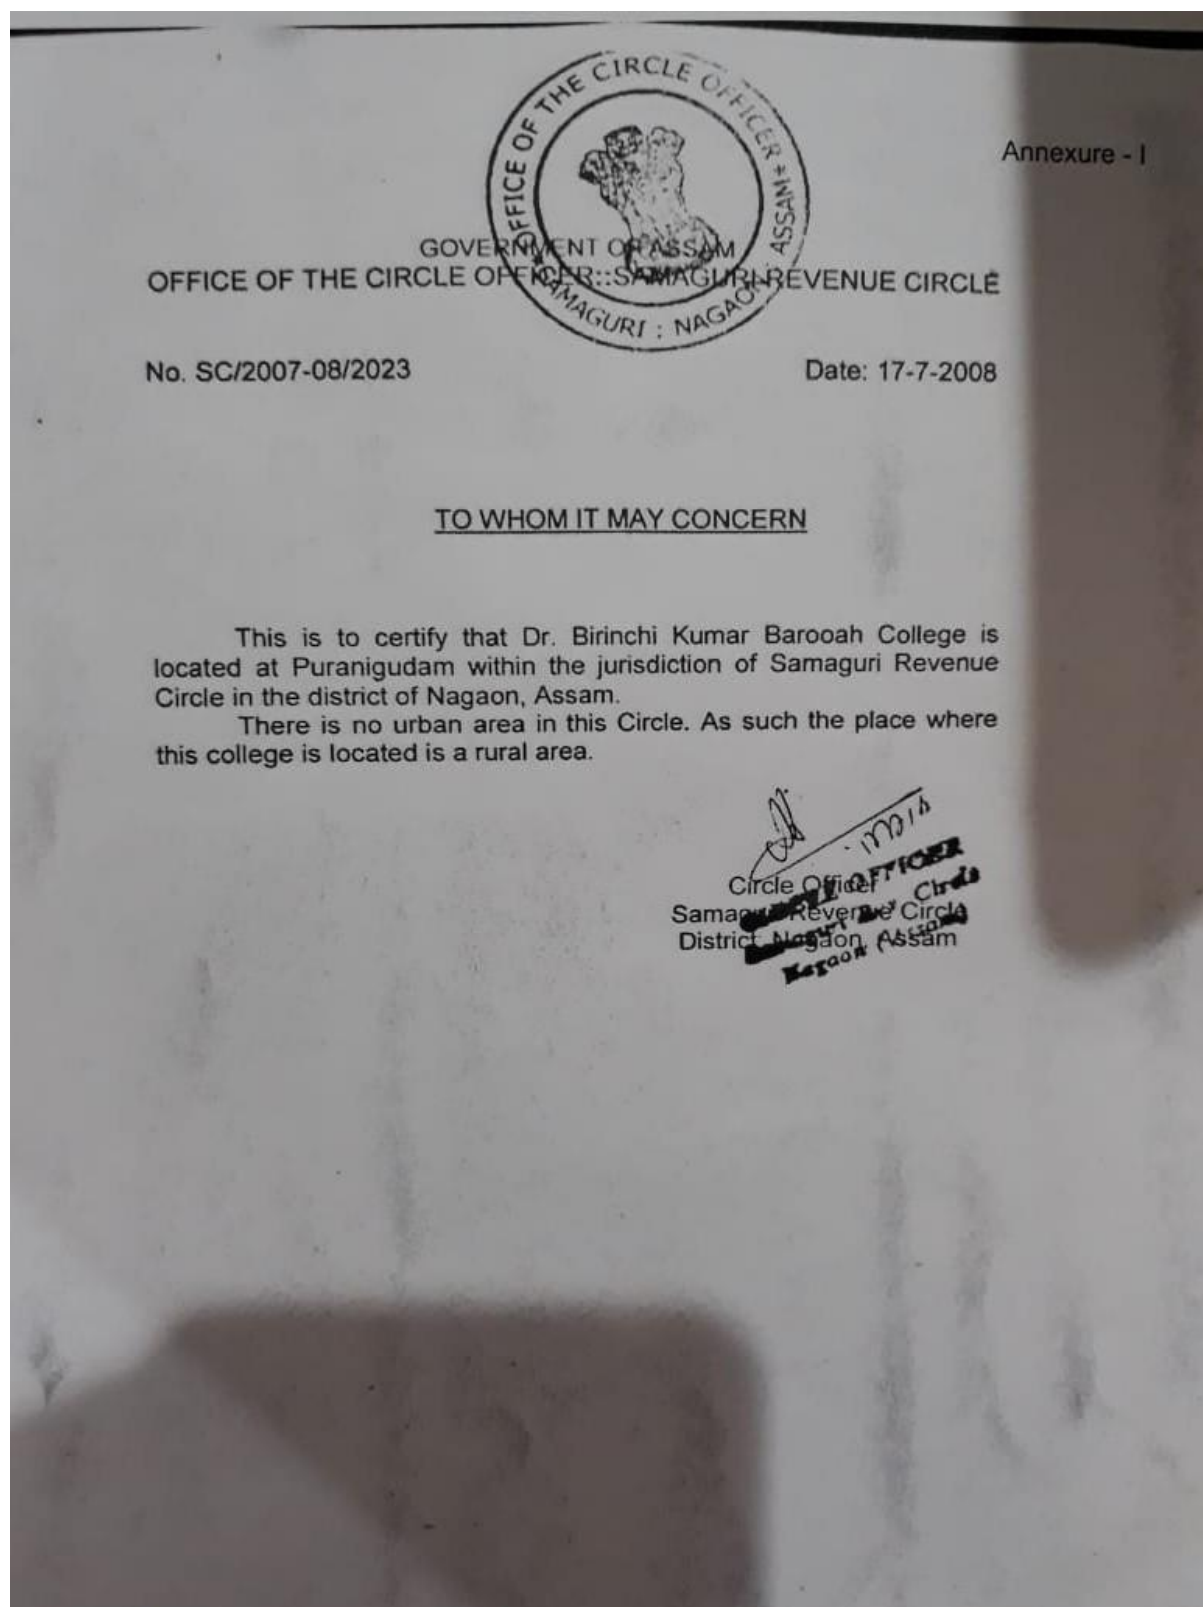 OFFICE OF THE CIRCLE OFFICER * ASSAM
SAMAGURI : NAGAON :
Annexure - I
GOVERNMENT OF ASSAM
OFFICE OF THE CIRCLE OFFICER::SAMAGURI REVENUE CIRCLE
No. SC/2007-08/2023
Date: 17-7-2008
TO WHOM IT MAY CONCERN
This is to certify that Dr. Birinchi Kumar Barooah College is
located at Puranigudam within the jurisdiction of Samaguri Revenue
Circle in the district of Nagaon, Assam.
There is no urban area in this Circle. As such the place where
this college is located is a rural area.
Circle Officer
Samaguri Revenue Circle
District Nagaon, Assam
OFFICER
Circle
Nagaon (Assam)